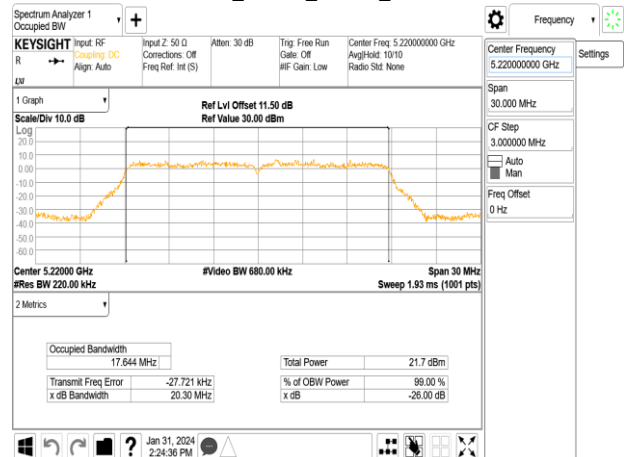 Spectrum Analyzer 1
Occupied BW
Frequency
KEYSIGHT
R
LXI
Input: RF
Coupling: DC
Align: Auto
Input Z: 50 Ω
Corrections: Off
Freq Ref: Int (S)
Atten: 30 dB
Trig: Free Run
Gate: Off
#IF Gain: Low
Center Freq: 5.220000000 GHz
Avg|Hold: 10/10
Radio Std: None
Center Frequency
5.220000000 GHz
Settings
Span
30.000 MHz
CF Step
3.000000 MHz
Auto
Man
Freq Offset
0 Hz
1 Graph
Scale/Div 10.0 dB
Ref Lvl Offset 11.50 dB
Ref Value 30.00 dBm
Log
20.0
10.0
0.00
-10.0
-20.0
-30.0
-40.0
-50.0
-60.0
Center 5.22000 GHz
#Video BW 680.00 kHz
Span 30 MHz
#Res BW 220.00 kHz
Sweep 1.93 ms (1001 pts)
2 Metrics
Occupied Bandwidth
17.644 MHz
Total Power 21.7 dBm
Transmit Freq Error -27.721 kHz
% of OBW Power 99.00 %
x dB Bandwidth 20.30 MHz
x dB -26.00 dB
?
Jan 31, 2024
2:24:36 PM